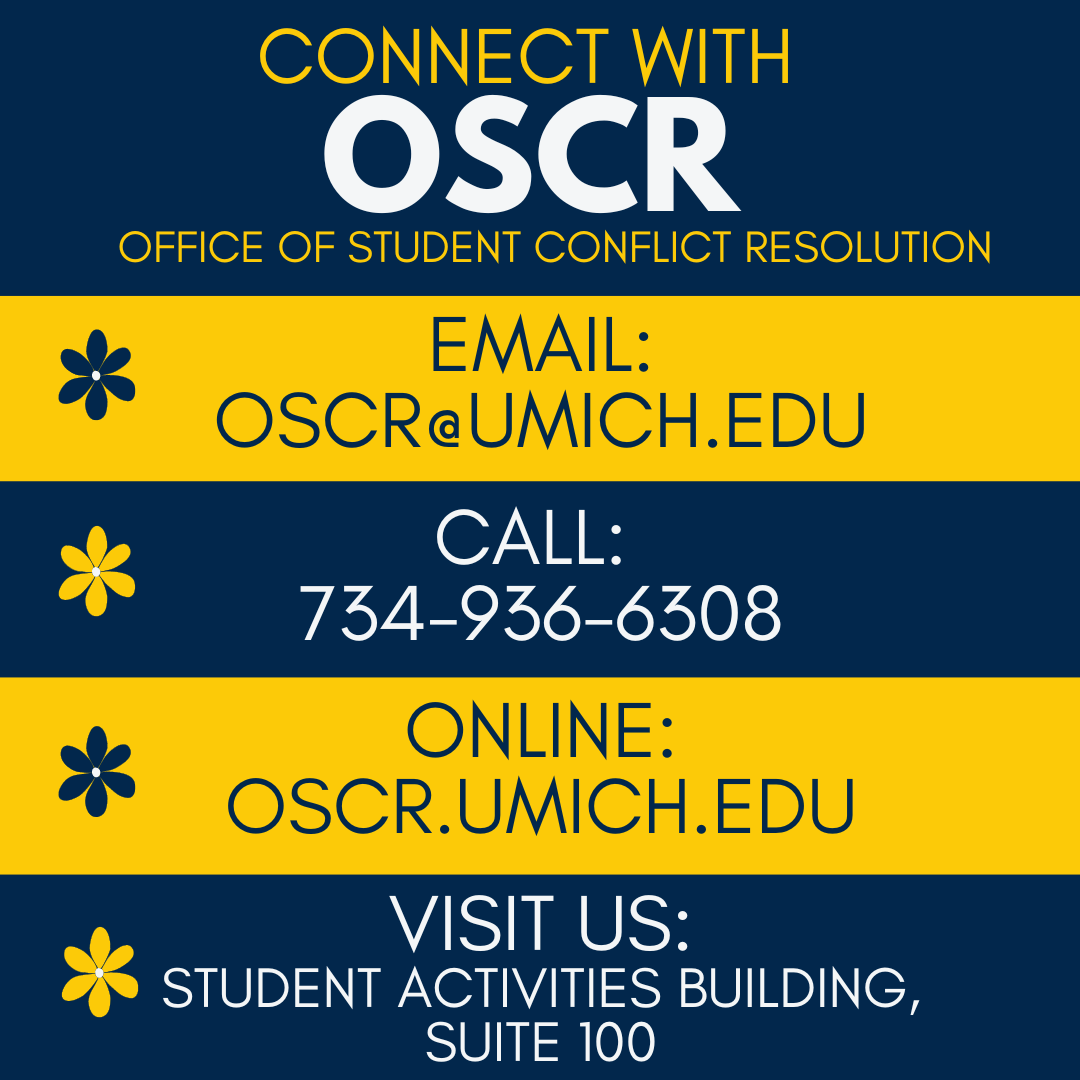 CONNECT WITH
OSCR
OFFICE OF STUDENT CONFLICT RESOLUTION
EMAIL:
OSCR@UMICH.EDU
CALL:
734-936-6308
ONLINE:
OSCR.UMICH.EDU
VISIT US:
STUDENT ACTIVITIES BUILDING,
SUITE 100